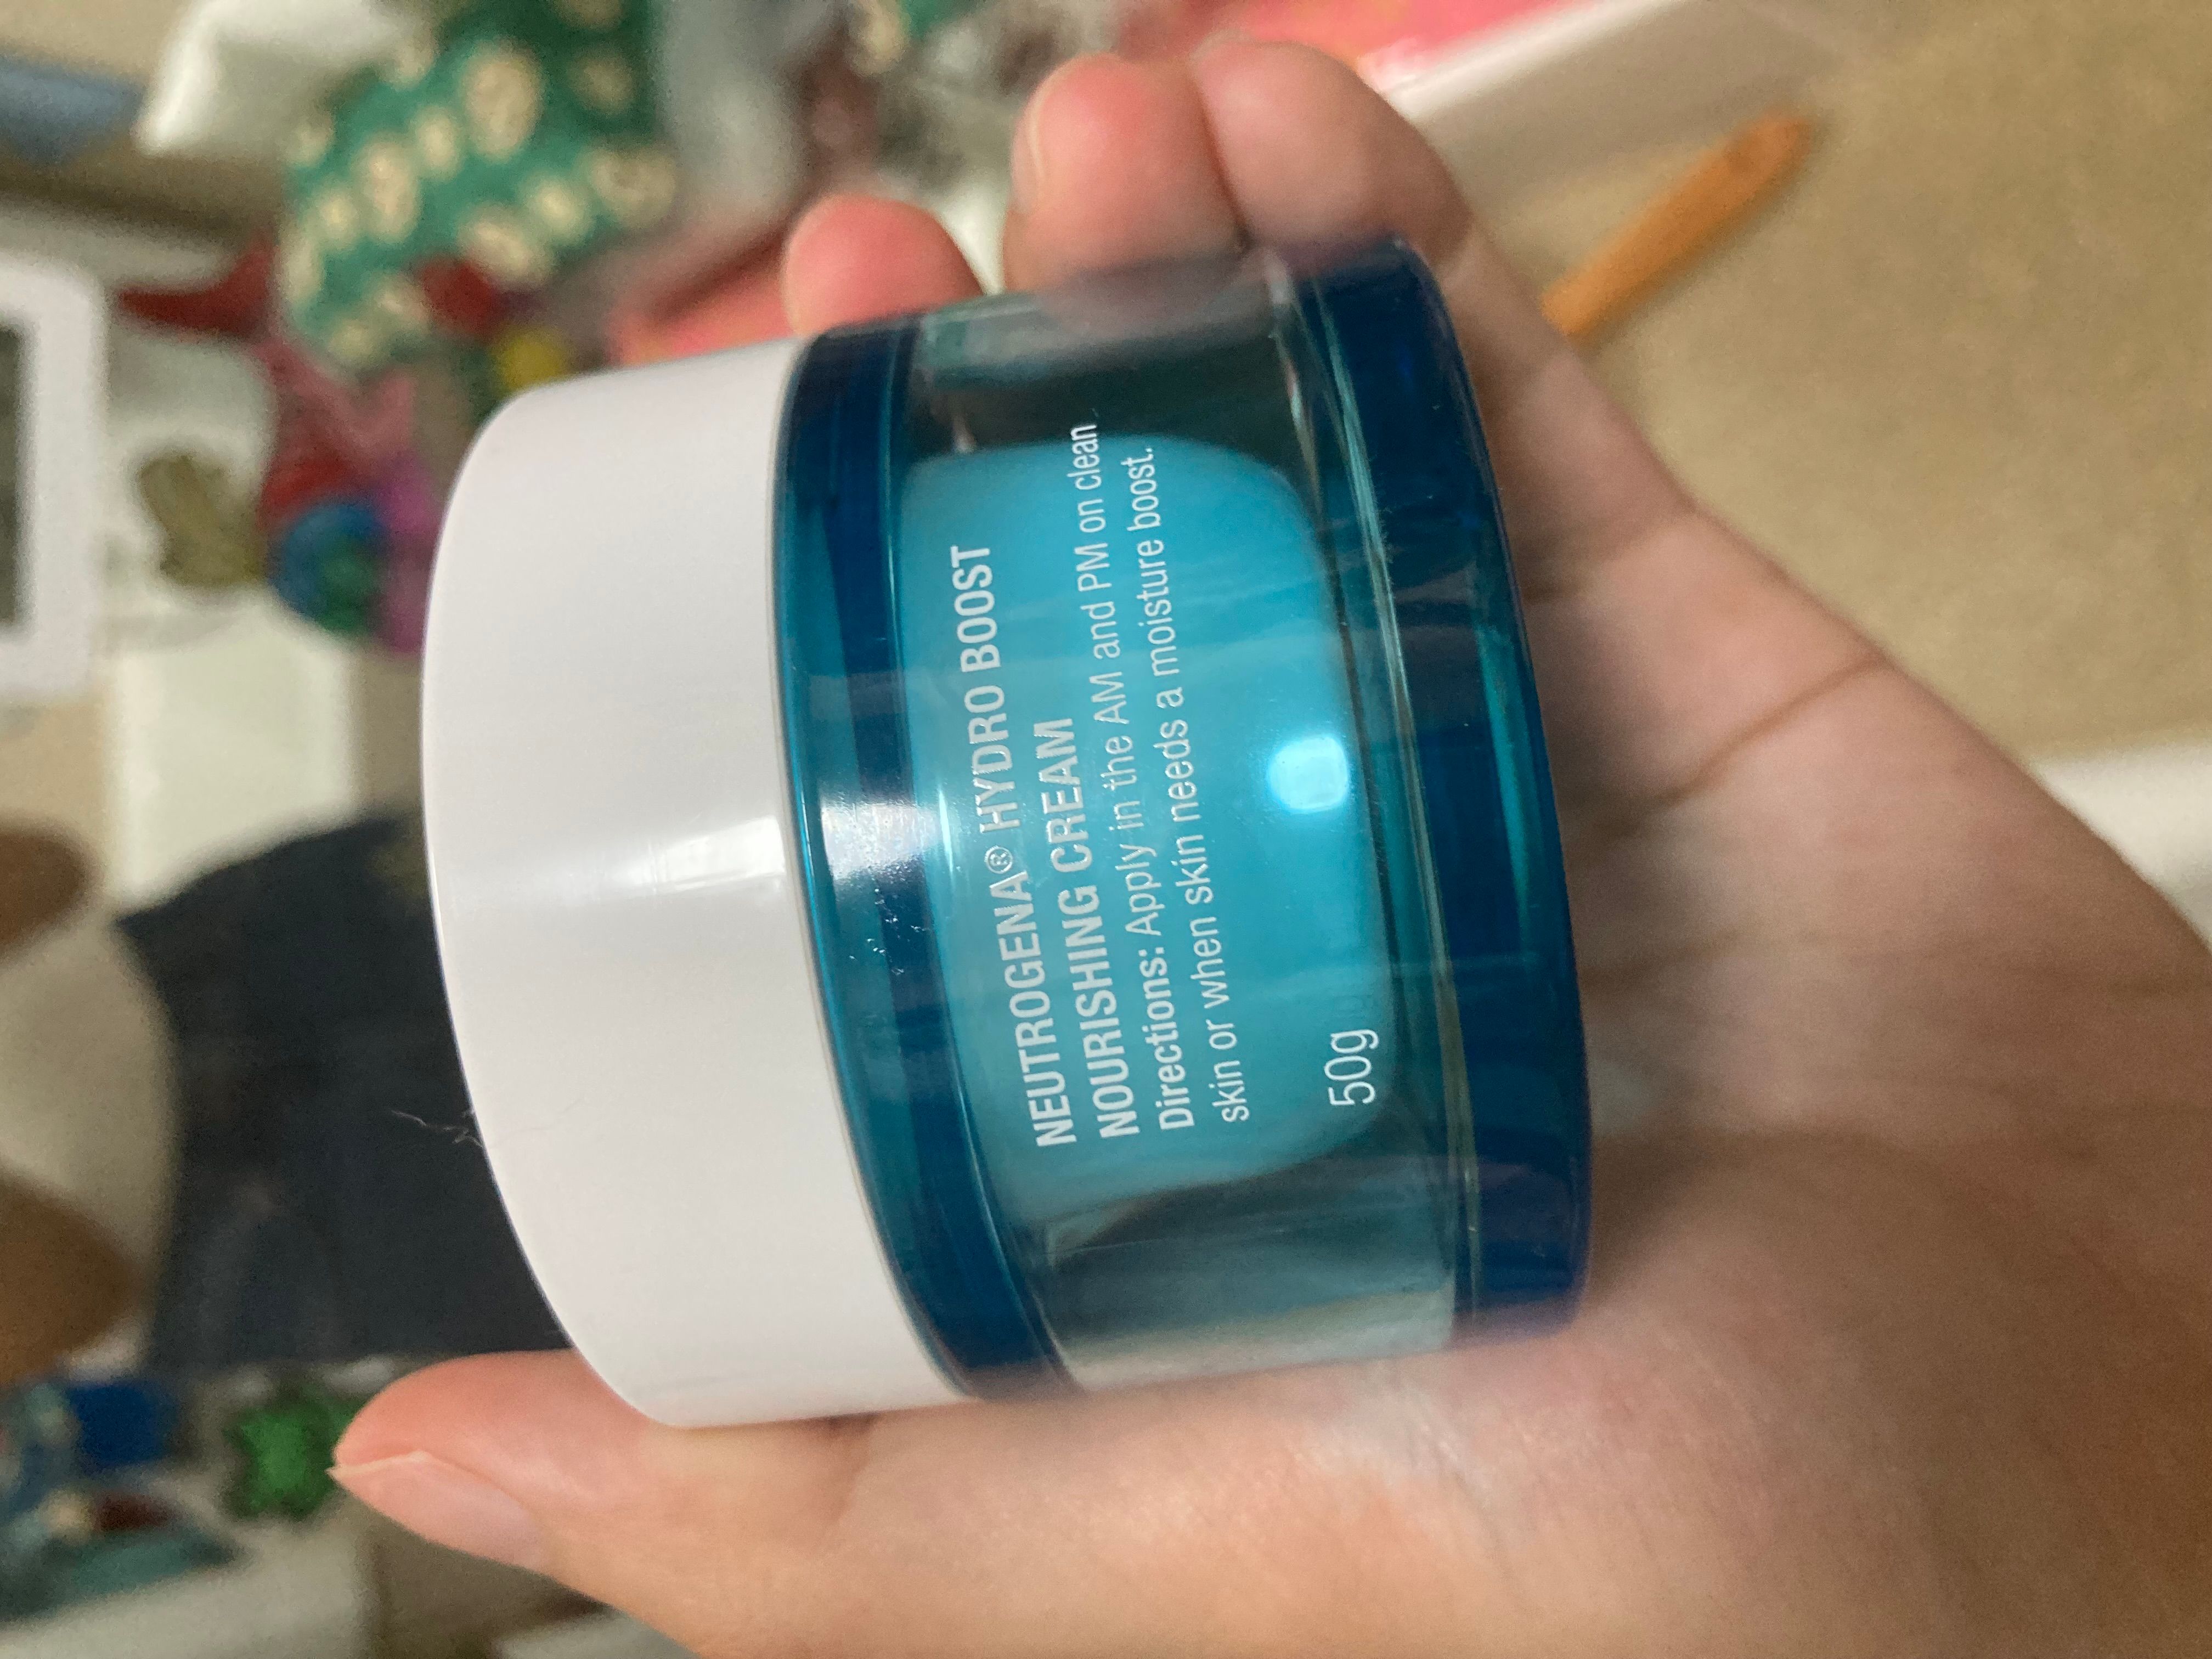 NEUTROGENA® HYDRO BOOST
NOURISHING CREAM
Directions: Apply in the AM and PM on clean
skin or when skin needs a moisture boost.
50g